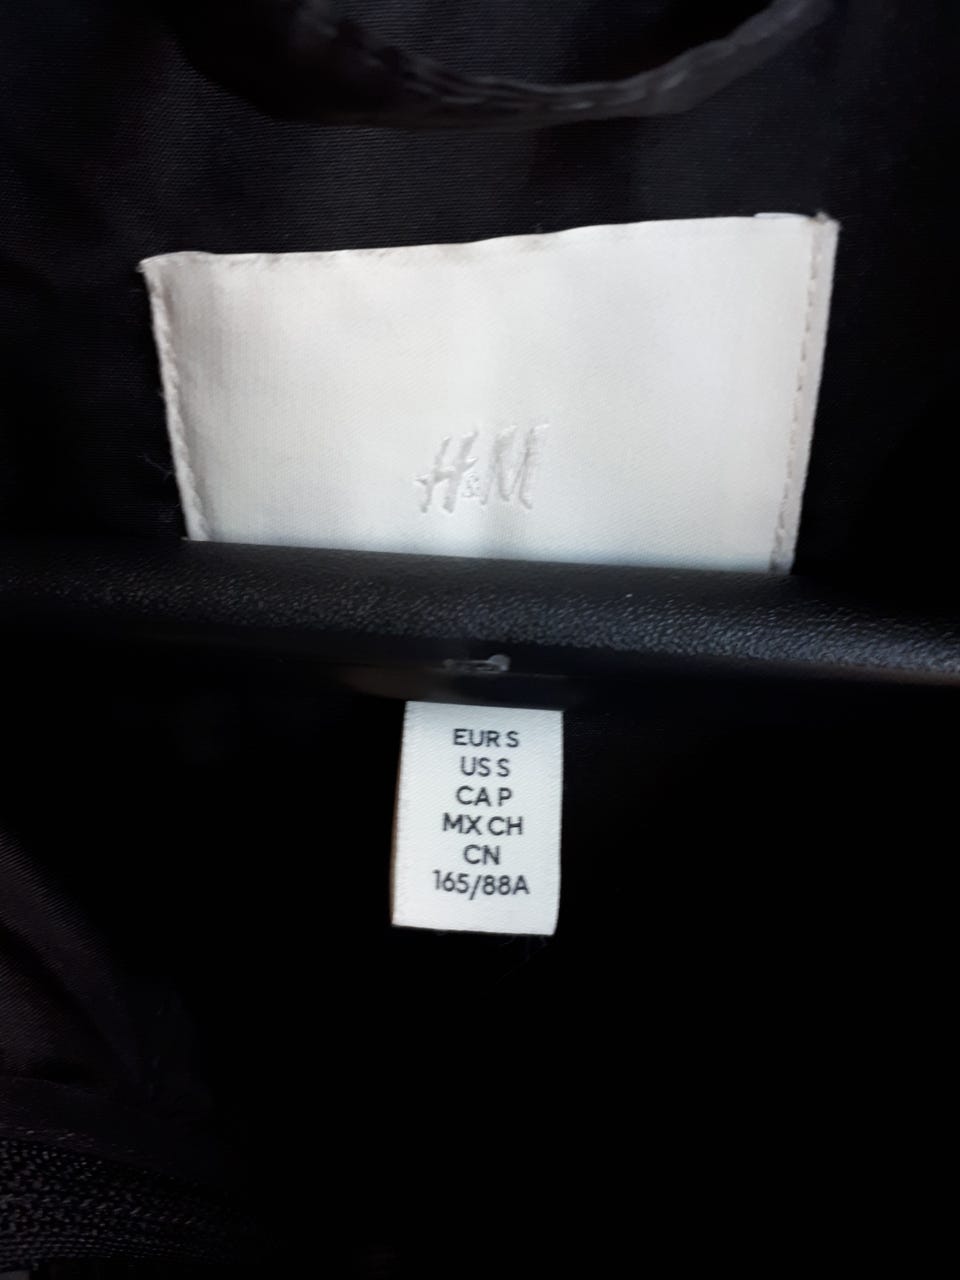 H&M
EUR S
US S
CA P
MX CH
CN
165/88A